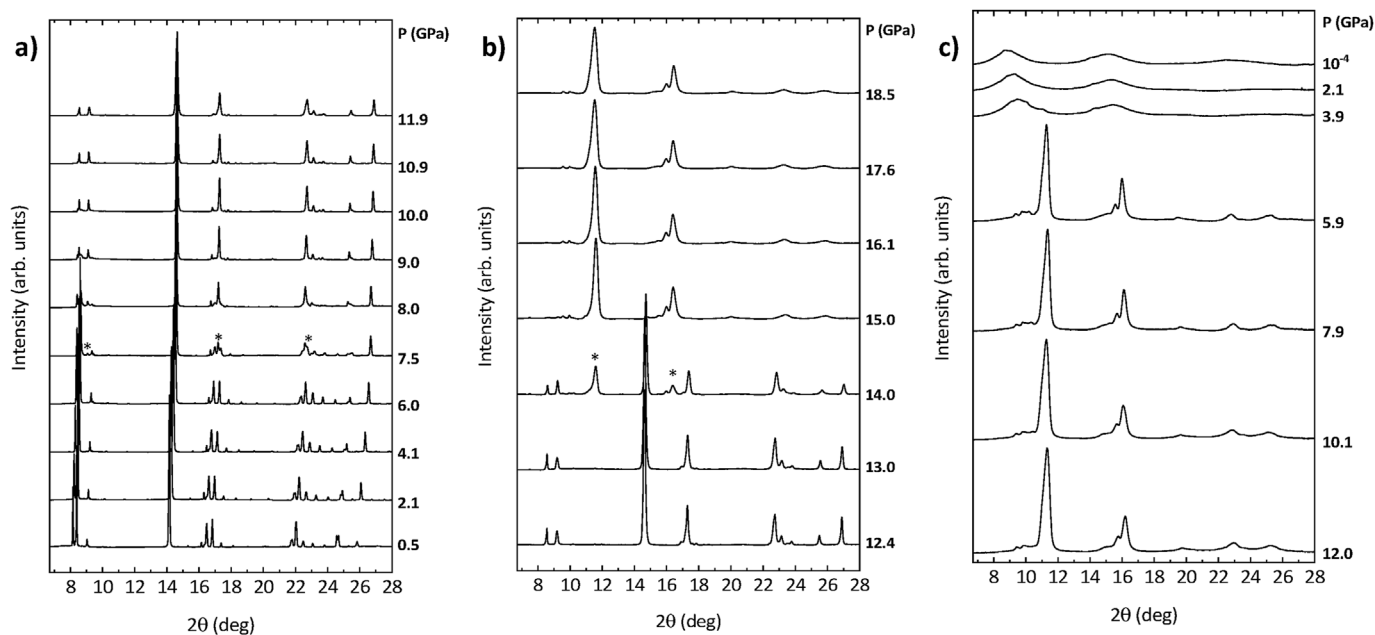 a)
P (GPa)
11.9
10.9
10.0
9.0
8.0
*
*
*
7.5
6.0
4.1
2.1
0.5
Intensity (arb. units)
8 10 12 14 16 18 20 22 24 26 28
2θ (deg)
b)
P (GPa)
18.5
17.6
16.1
15.0
*
*
14.0
13.0
12.4
Intensity (arb. units)
8 10 12 14 16 18 20 22 24 26 28
2θ (deg)
c)
P (GPa)
10-4
2.1
3.9
5.9
7.9
10.1
12.0
Intensity (arb. units)
8 10 12 14 16 18 20 22 24 26 28
2θ (deg)